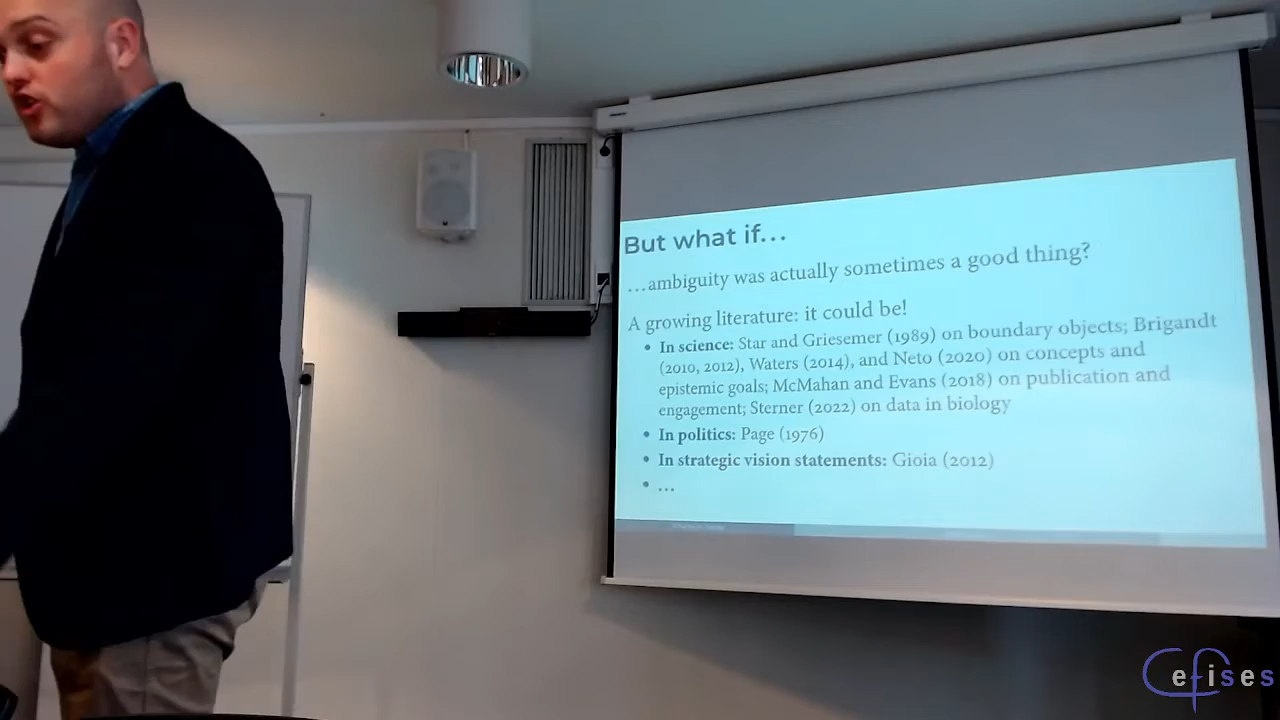 But what if…
…ambiguity was actually sometimes a good thing?
A growing literature: it could be!
• In science: Star and Griesemer (1989) on boundary objects; Brigandt
(2010, 2012), Waters (2014), and Neto (2020) on concepts and
epistemic goals; McMahan and Evans (2018) on publication and
engagement; Sterner (2022) on data in biology
• In politics: Page (1976)
• In strategic vision statements: Gioia (2012)
• …
Cefises